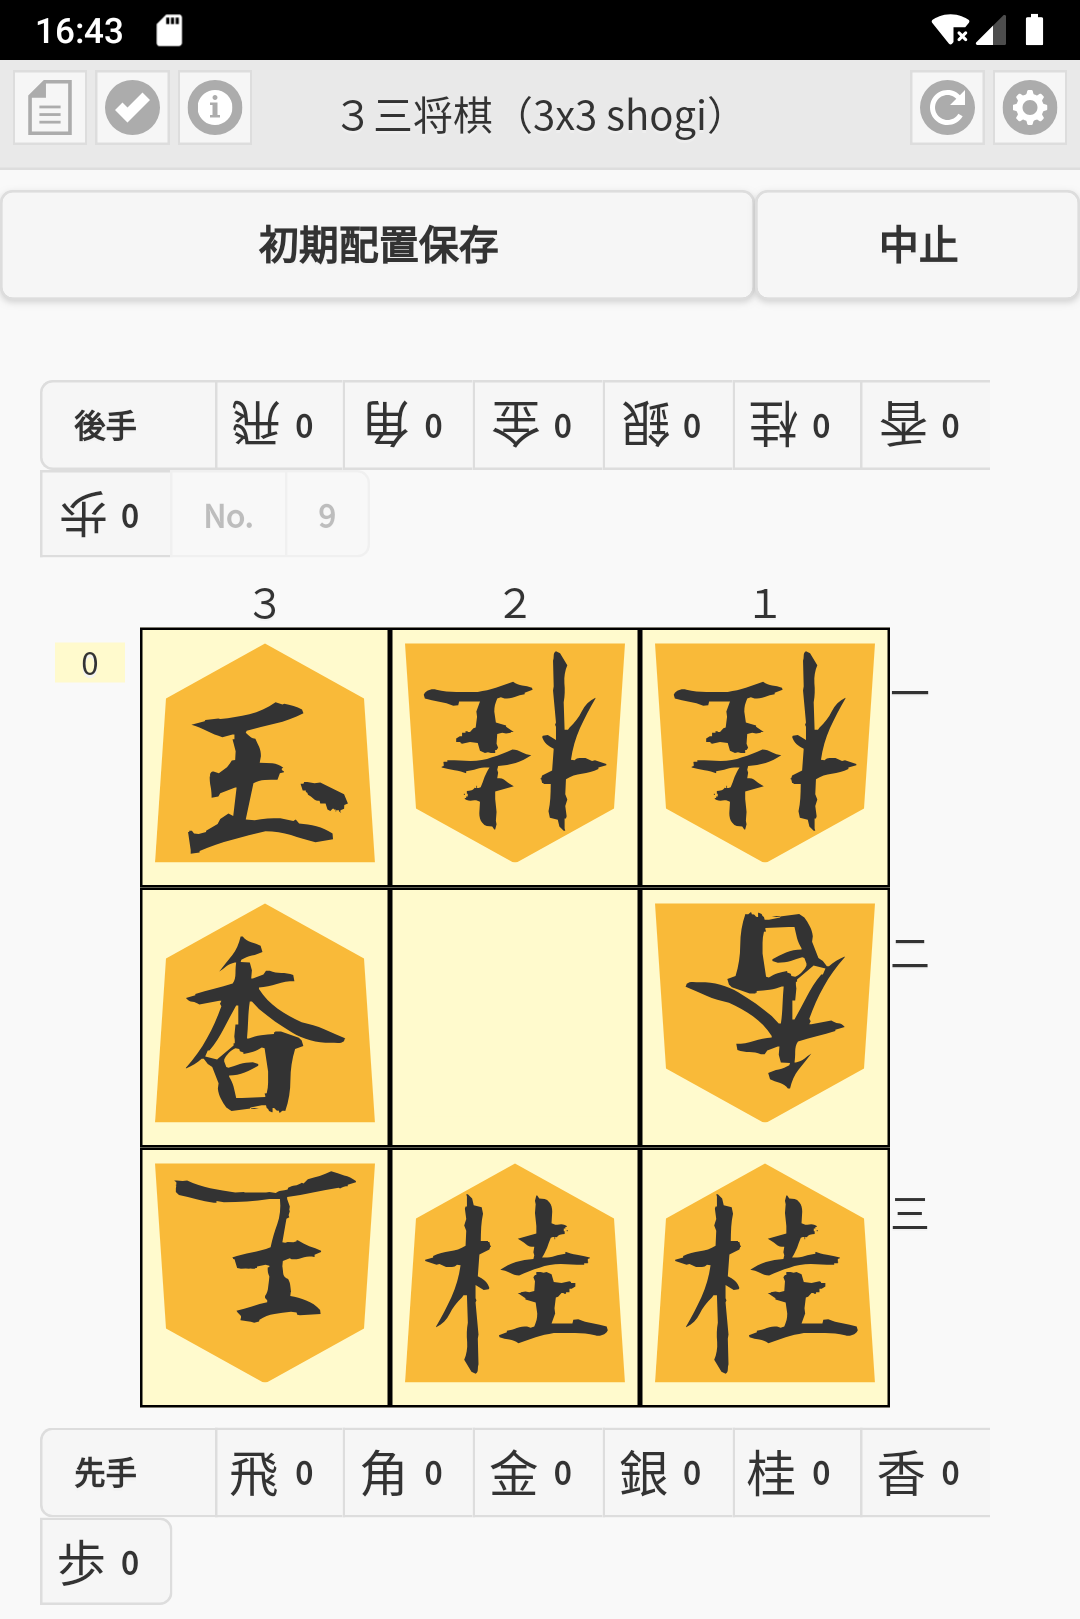 16:43
３三将棋（3x3 shogi）
初期配置保存 中止
後手 飛 0 角 0 金 0 銀 0 桂 0 香 0
歩 0 No. 9
３ ２ １
0
玉 桂 桂 一
香 香 二
王 桂 桂 三
先手 飛 0 角 0 金 0 銀 0 桂 0 香 0
歩 0